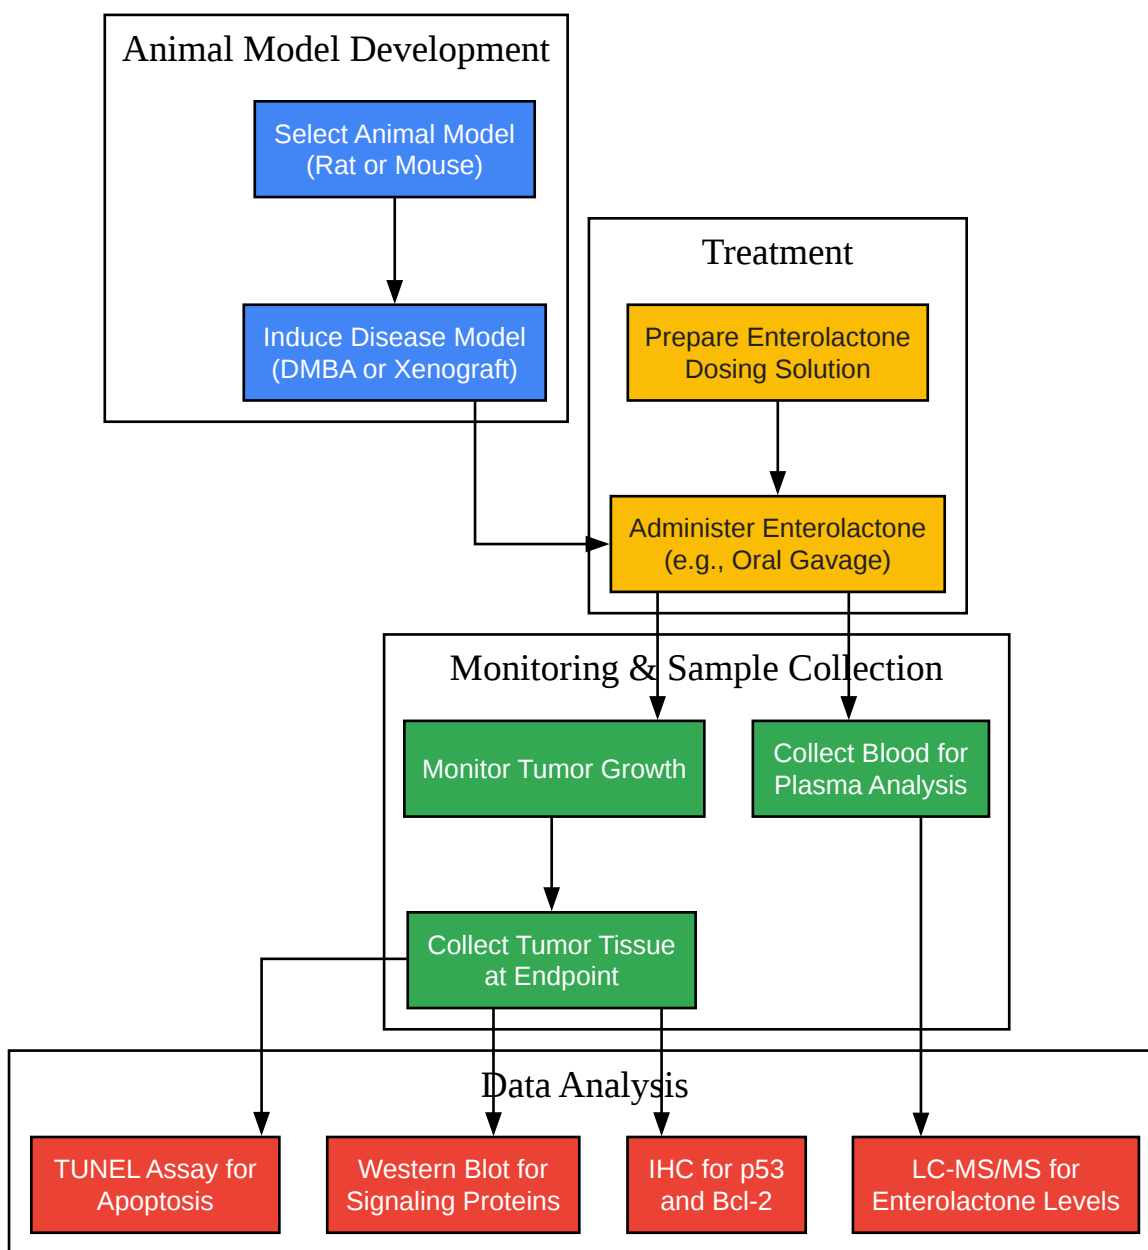 Animal Model Development
Select Animal Model
(Rat or Mouse)
Induce Disease Model
(DMBA or Xenograft)
Treatment
Prepare Enterolactone
Dosing Solution
Administer Enterolactone
(e.g., Oral Gavage)
Monitoring & Sample Collection
Monitor Tumor Growth
Collect Blood for
Plasma Analysis
Collect Tumor Tissue
at Endpoint
Data Analysis
TUNEL Assay for
Apoptosis
Western Blot for
Signaling Proteins
IHC for p53
and Bcl-2
LC-MS/MS for
Enterolactone Levels